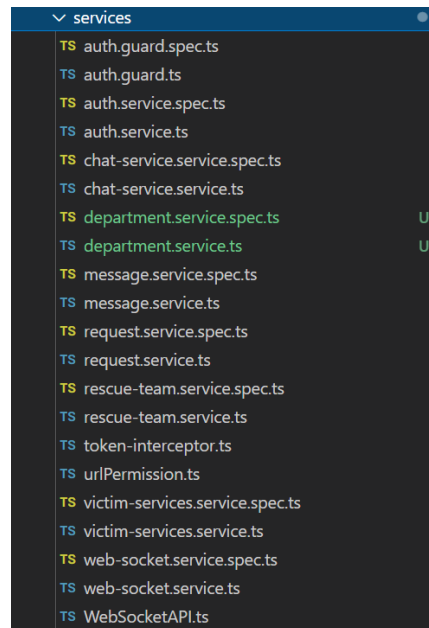 services
TS auth.guard.spec.ts
TS auth.guard.ts
TS auth.service.spec.ts
TS auth.service.ts
TS chat-service.service.spec.ts
TS chat-service.service.ts
TS department.service.spec.ts U
TS department.service.ts U
TS message.service.spec.ts
TS message.service.ts
TS request.service.spec.ts
TS request.service.ts
TS rescue-team.service.spec.ts
TS rescue-team.service.ts
TS token-interceptor.ts
TS urlPermission.ts
TS victim-services.service.spec.ts
TS victim-services.service.ts
TS web-socket.service.spec.ts
TS web-socket.service.ts
TS WebSocketAPI.ts